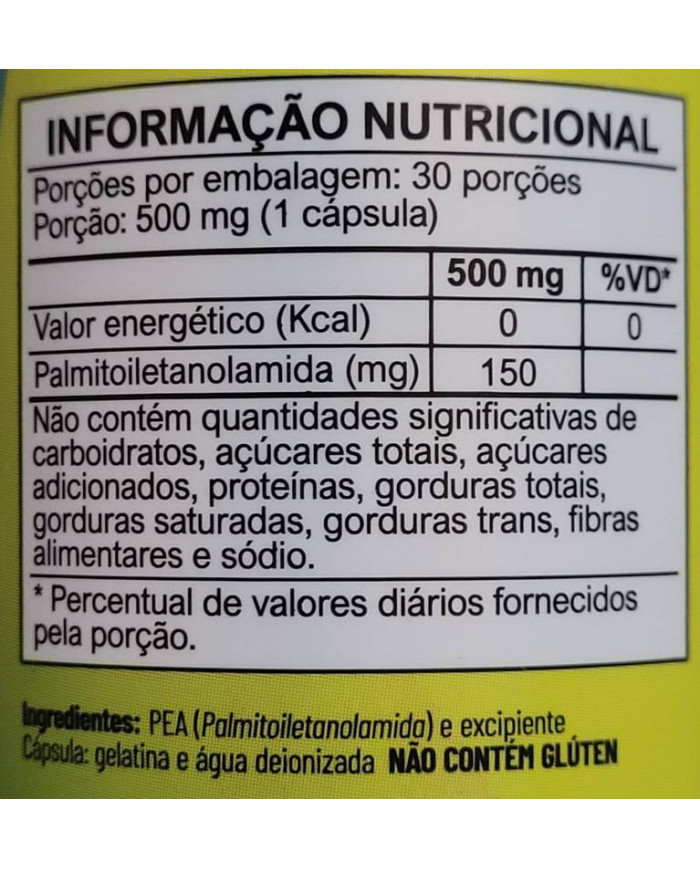 INFORMAÇÃO NUTRICIONAL
Porções por embalagem: 30 porções
Porção: 500 mg (1 cápsula)
500 mg %VD*
Valor energético (Kcal) 0 0
Palmitoiletanolamida (mg) 150
Não contém quantidades significativas de
carboidratos, açúcares totais, açúcares
adicionados, proteínas, gorduras totais,
gorduras saturadas, gorduras trans, fibras
alimentares e sódio.
* Percentual de valores diários fornecidos
pela porção.
Ingredientes: PEA (Palmitoiletanolamida) e excipiente
Cápsula: gelatina e água deionizada NÃO CONTÉM GLÚTEN